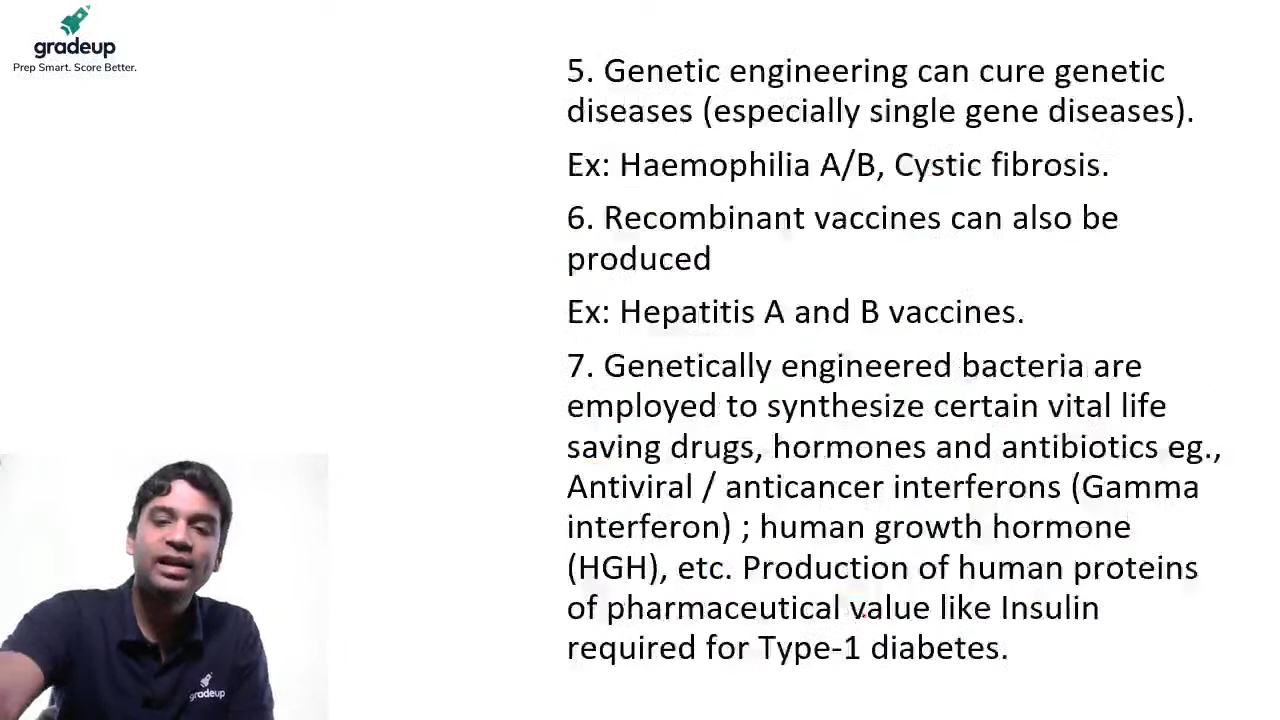 gradeup
Prep Smart. Score Better.
5. Genetic engineering can cure genetic
diseases (especially single gene diseases).
Ex: Haemophilia A/B, Cystic fibrosis.
6. Recombinant vaccines can also be
produced
Ex: Hepatitis A and B vaccines.
7. Genetically engineered bacteria are
employed to synthesize certain vital life
saving drugs, hormones and antibiotics eg.,
Antiviral / anticancer interferons (Gamma
interferon) ; human growth hormone
(HGH), etc. Production of human proteins
of pharmaceutical value like Insulin
required for Type-1 diabetes.
gradeup